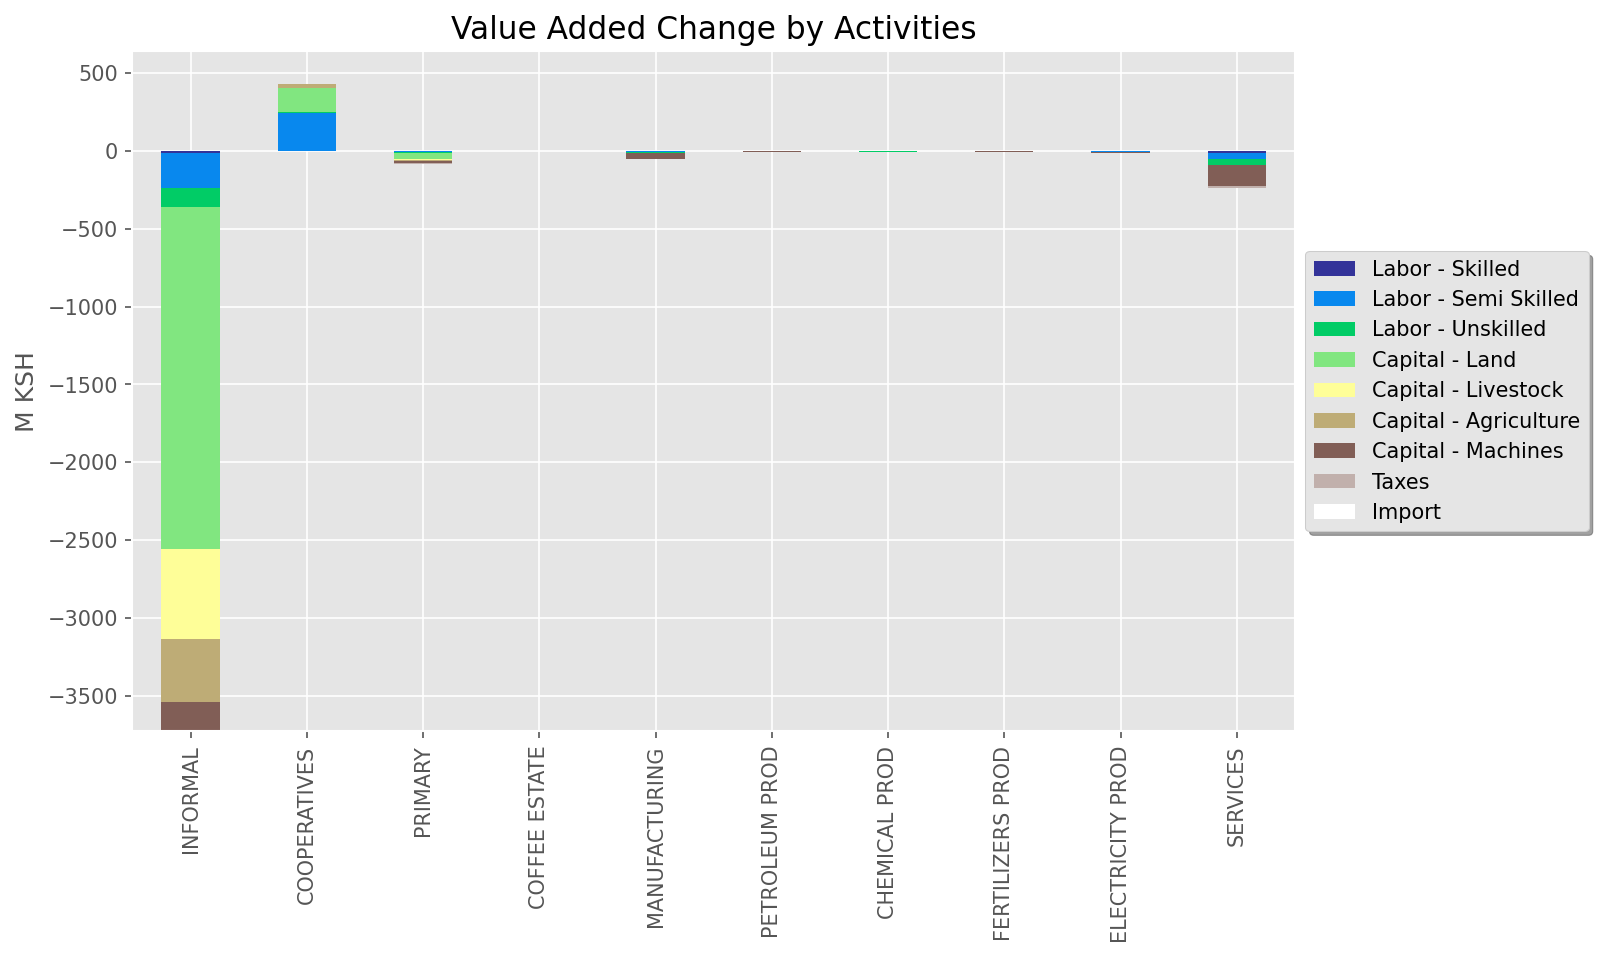 Value Added Change by Activities
M KSH
500
0
−500
−1000
−1500
−2000
−2500
−3000
−3500
INFORMAL
COOPERATIVES
PRIMARY
COFFEE ESTATE
MANUFACTURING
PETROLEUM PROD
CHEMICAL PROD
FERTILIZERS PROD
ELECTRICITY PROD
SERVICES
Labor - Skilled
Labor - Semi Skilled
Labor - Unskilled
Capital - Land
Capital - Livestock
Capital - Agriculture
Capital - Machines
Taxes
Import